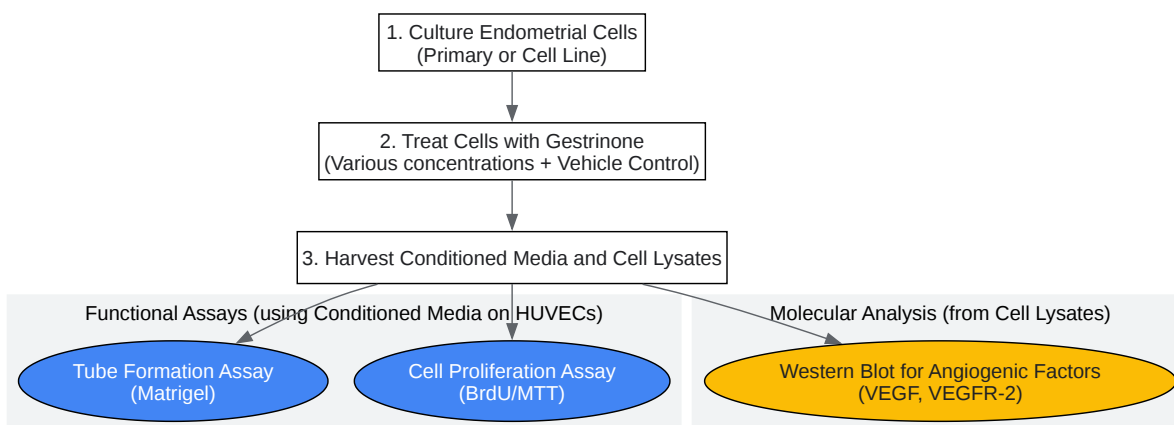 1. Culture Endometrial Cells
(Primary or Cell Line)
2. Treat Cells with Gestrinone
(Various concentrations + Vehicle Control)
3. Harvest Conditioned Media and Cell Lysates
Functional Assays (using Conditioned Media on HUVECs)
Molecular Analysis (from Cell Lysates)
Tube Formation Assay
(Matrigel)
Cell Proliferation Assay
(BrdU/MTT)
Western Blot for Angiogenic Factors
(VEGF, VEGFR-2)